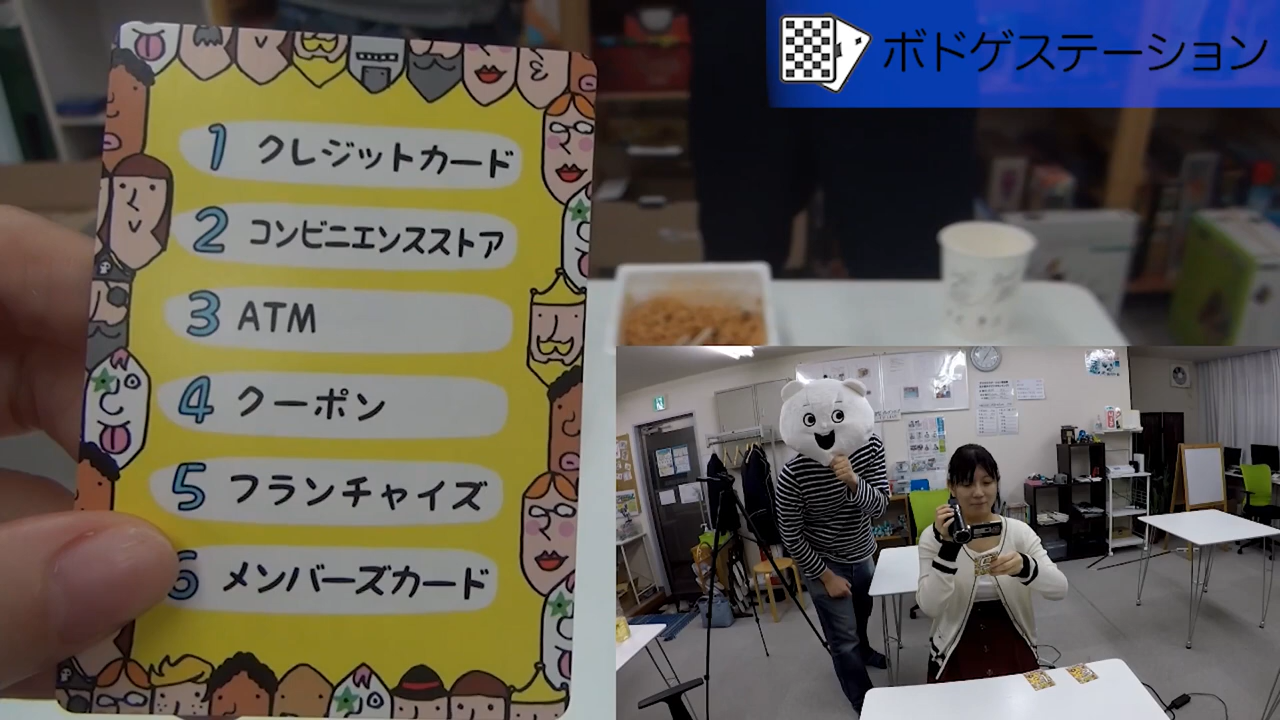 ボドゲステーション
1 クレジットカード
2 コンビニエンスストア
3 ATM
4 クーポン
5 フランチャイズ
6 メンバーズカード